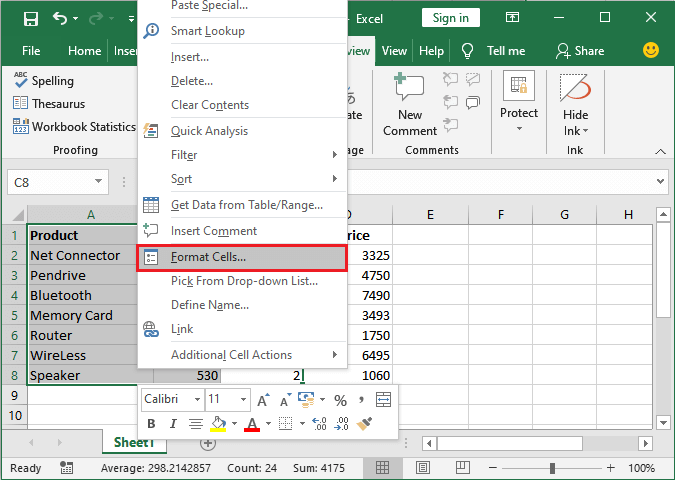 Paste Special...
Excel
Sign in
File
Home
Inser
view
View
Help
Tell me
Share
ABC
Spelling
Thesaurus
123
Workbook Statistics
Proofing
Smart Lookup
Insert...
Delete...
Clear Contents
Quick Analysis
Filter
Sort
Get Data from Table/Range...
Insert Comment
Format Cells...
Pick From Drop-down List...
Define Name...
Link
Additional Cell Actions
ate
age
New
Comment
Comments
Protect
Hide
Ink
Ink
C8
A D E F G H
1 Product rice
2 Net Connector 3325
3 Pendrive 4750
4 Bluetooth 7490
5 Memory Card 3493
6 Router 1750
7 WireLess 6495
8 Speaker 530 2 1060
9
10
Calibri 11 A A % ,
B I A .00 .00
Sheet1
Ready Average: 298.2142857 Count: 24 Sum: 4175 100%